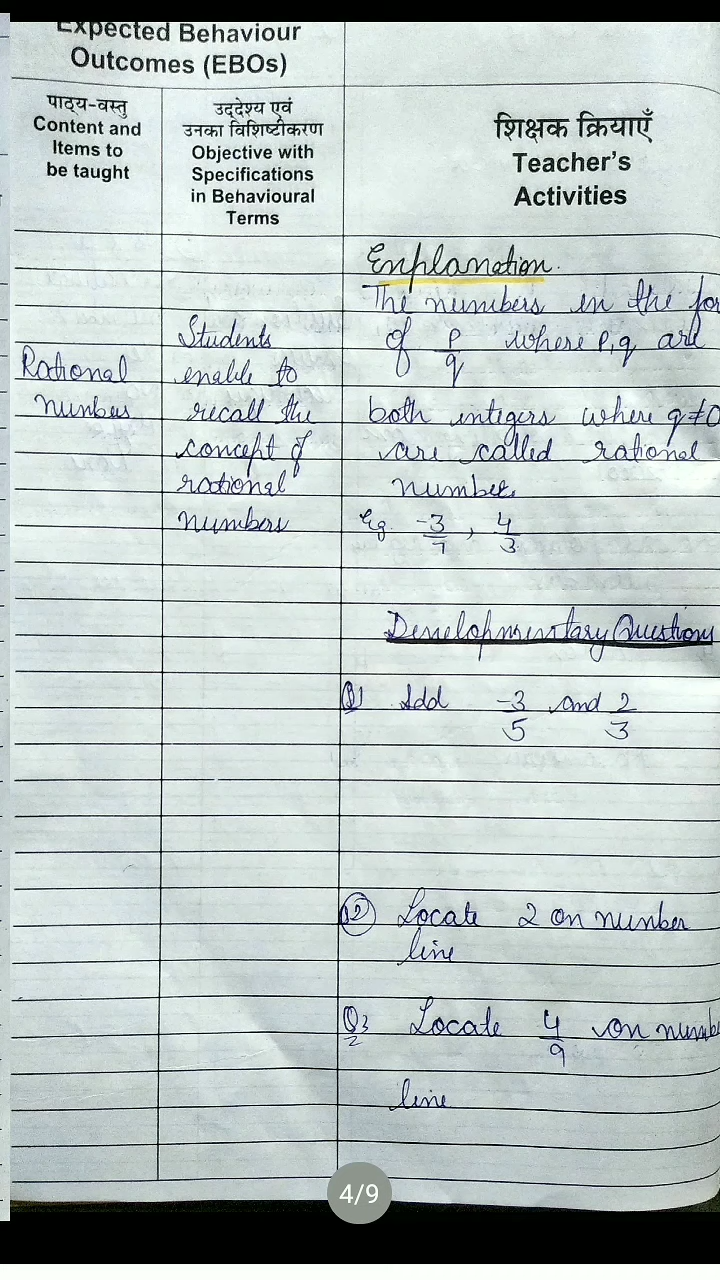 Expected Behaviour
Outcomes (EBOs)
पाठ्य-वस्तु
Content and
Items to
be taught
उद्देश्य एवं
उनका विशिष्टीकरण
Objective with
Specifications
in Behavioural
Terms
शिक्षक क्रियाएँ
Teacher's
Activities
Rational
numbers
Students
enable to
recall the
concept of
rational
numbers
Explanation.
The numbers in the for
of p/q where P, q are
both integers where q≠0
are called rational
number.
Eg. -3/7, 4/3
Developmentary Questions
Q1 Add -3/5 and 2/3
Q2 Locate 2 on number
line
Q3 Locate 4/9 on numbe
line
4/9